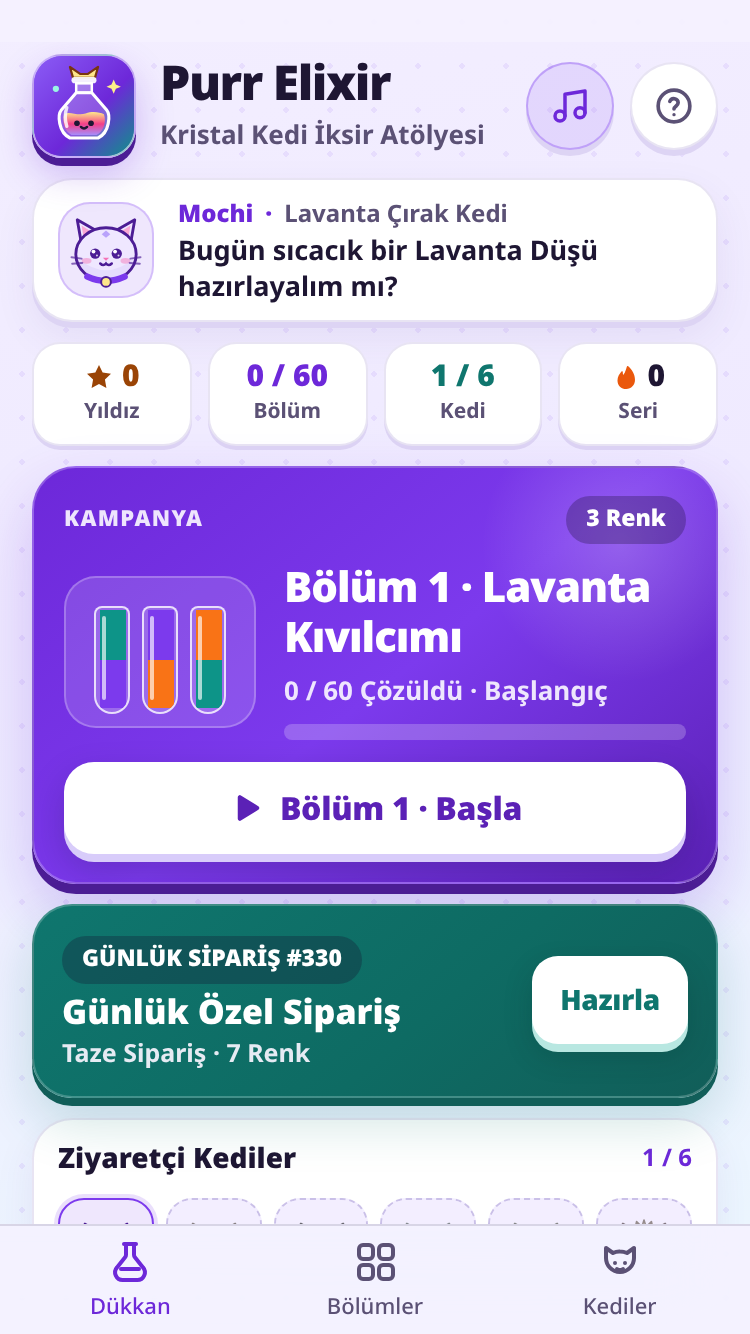 Purr Elixir
Kristal Kedi İksir Atölyesi
Mochi · Lavanta Çırak Kedi
Bugün sıcacık bir Lavanta Düşü
hazırlayalım mı?
0
Yıldız
0 / 60
Bölüm
1 / 6
Kedi
0
Seri
KAMPANYA
3 Renk
Bölüm 1 · Lavanta
Kıvılcımı
0 / 60 Çözüldü · Başlangıç
Bölüm 1 · Başla
GÜNLÜK SİPARİŞ #330
Günlük Özel Sipariş
Taze Sipariş · 7 Renk
Hazırla
Ziyaretçi Kediler
1 / 6
Dükkan
Bölümler
Kediler